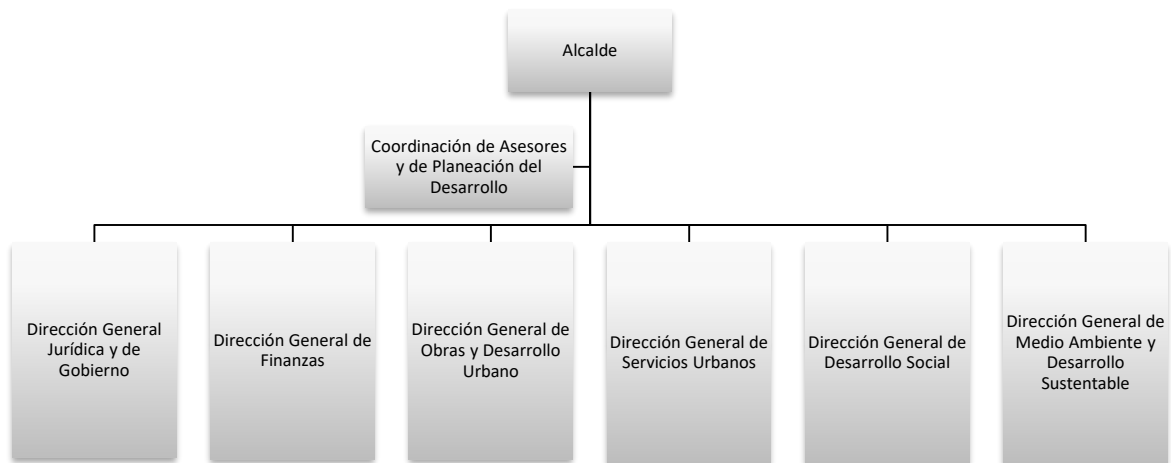 Alcalde
Coordinación de Asesores
y de Planeación del
Desarrollo
Dirección General
Jurídica y de
Gobierno
Dirección General de
Finanzas
Dirección General de
Obras y Desarrollo
Urbano
Dirección General de
Servicios Urbanos
Dirección General de
Desarrollo Social
Dirección General de
Medio Ambiente y
Desarrollo
Sustentable